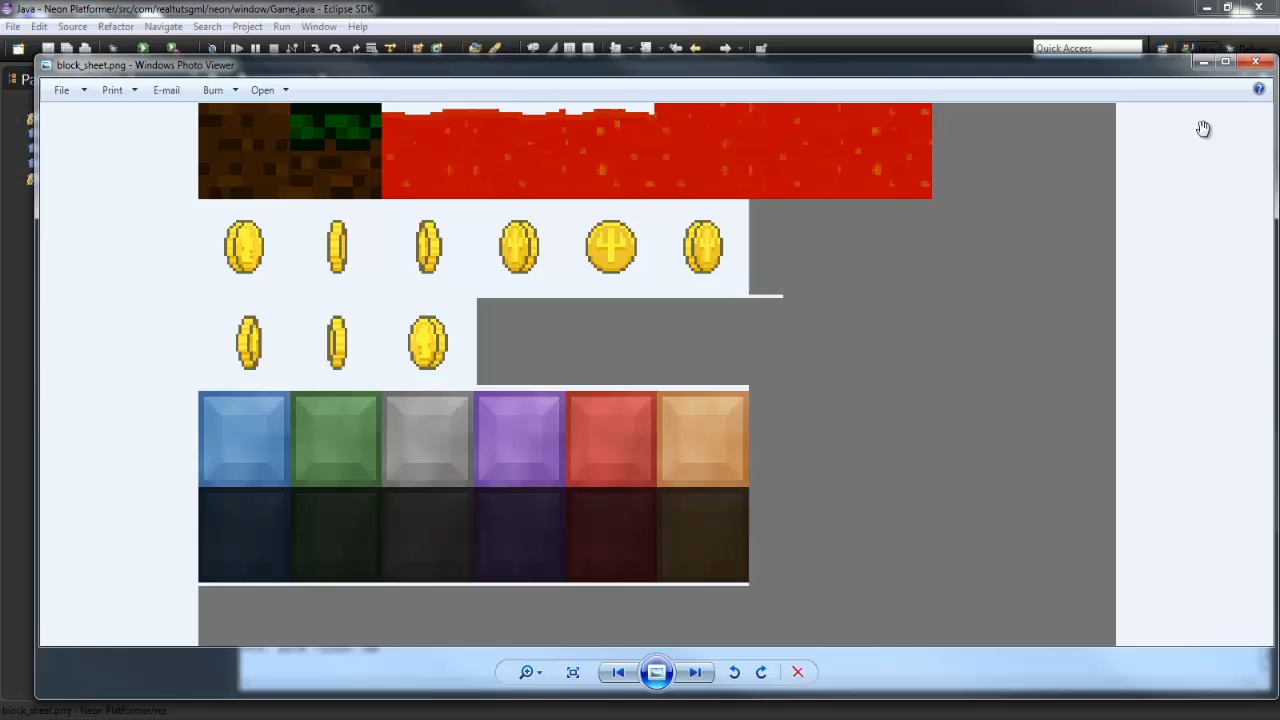 Java - Neon Platformer/src/com/realtutsgml/neon/window/Game.java - Eclipse SDK
File Edit Source Refactor Navigate Search Project Run Window Help
Quick Access
block_sheet.png - Windows Photo Viewer
File Print E-mail Burn Open
block_sheet.png - Neon Platformer/res